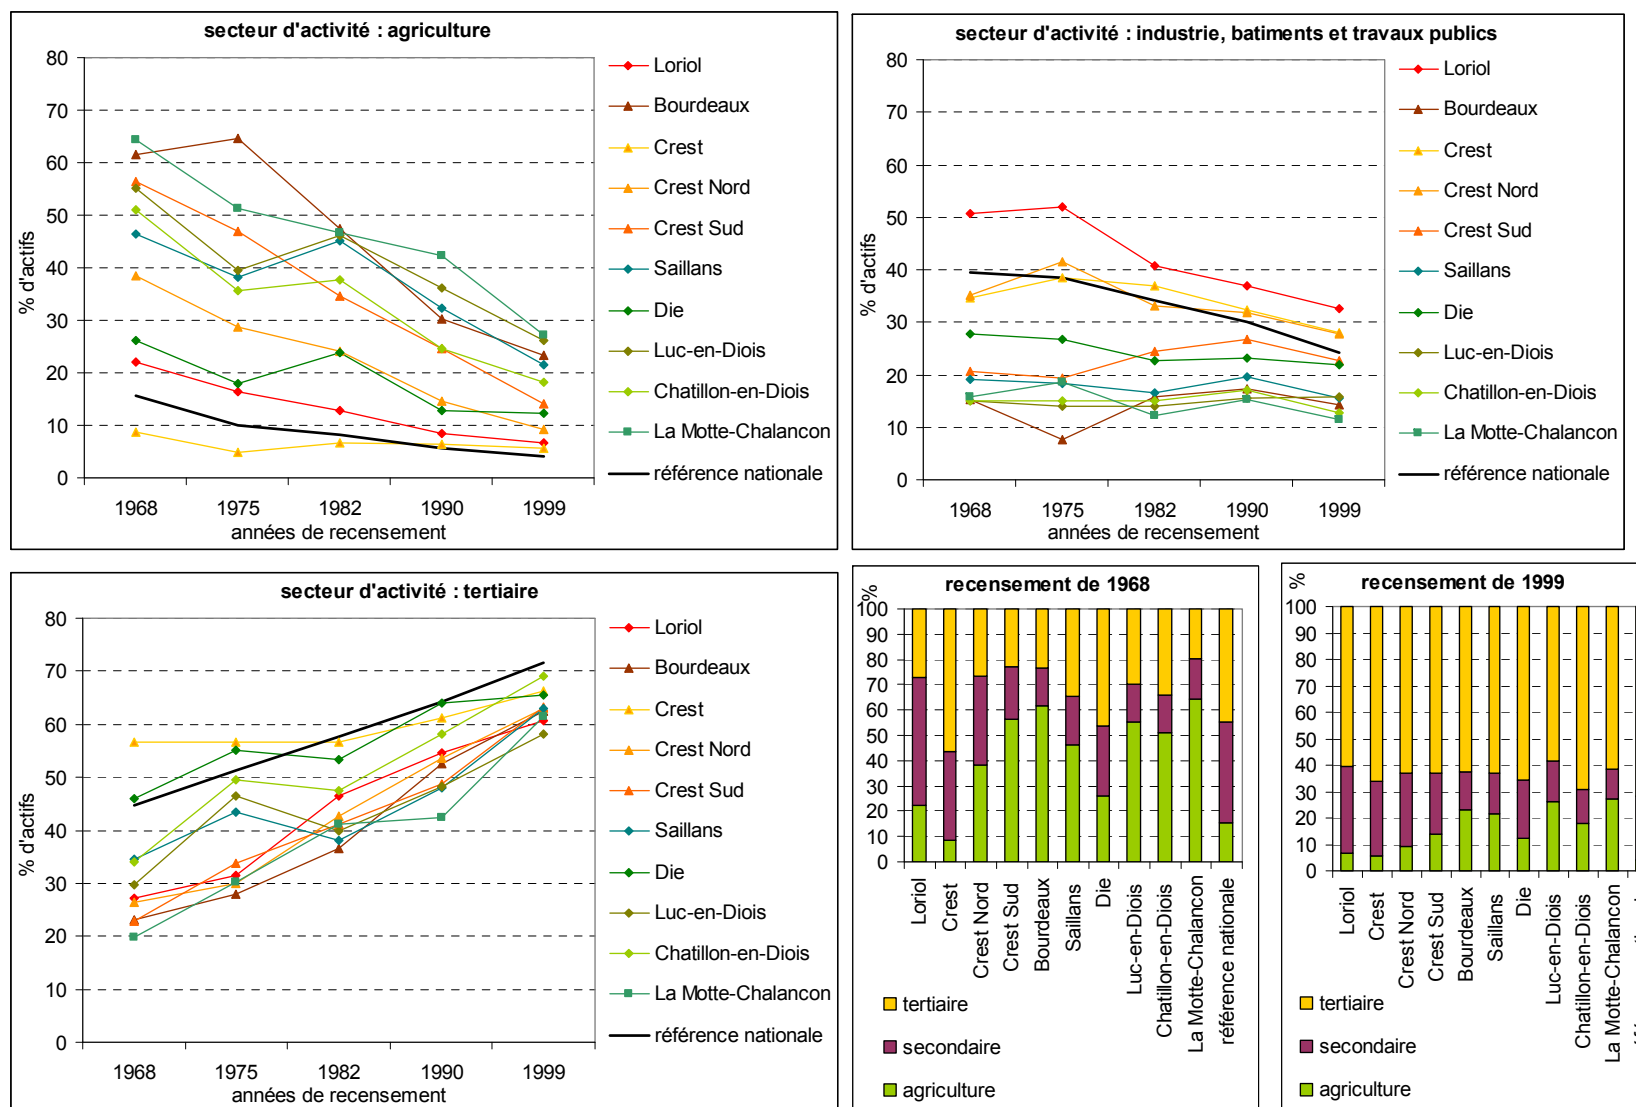 secteur d'activité : agriculture
80
70
60
50
40
30
20
10
0
% d'actifs
1968 1975 1982 1990 1999
années de recensement
Loriol
Bourdeaux
Crest
Crest Nord
Crest Sud
Saillans
Die
Luc-en-Diois
Chatillon-en-Diois
La Motte-Chalancon
référence nationale
secteur d'activité : industrie, batiments et travaux publics
80
70
60
50
40
30
20
10
0
% d'actifs
1968 1975 1982 1990 1999
années de recensement
Loriol
Bourdeaux
Crest
Crest Nord
Crest Sud
Saillans
Die
Luc-en-Diois
Chatillon-en-Diois
La Motte-Chalancon
référence nationale
secteur d'activité : tertiaire
80
70
60
50
40
30
20
10
0
% d'actifs
1968 1975 1982 1990 1999
années de recensement
Loriol
Bourdeaux
Crest
Crest Nord
Crest Sud
Saillans
Die
Luc-en-Diois
Chatillon-en-Diois
La Motte-Chalancon
référence nationale
recensement de 1968
%
100
90
80
70
60
50
40
30
20
10
0
Loriol
Crest
Crest Nord
Crest Sud
Bourdeaux
Saillans
Die
Luc-en-Diois
Chatillon-en-Diois
La Motte-Chalancon
référence nationale
tertiaire
secondaire
agriculture
recensement de 1999
%
100
90
80
70
60
50
40
30
20
10
0
Loriol
Crest
Crest Nord
Crest Sud
Bourdeaux
Saillans
Die
Luc-en-Diois
Chatillon-en-Diois
La Motte-Chalancon
tertiaire
secondaire
agriculture